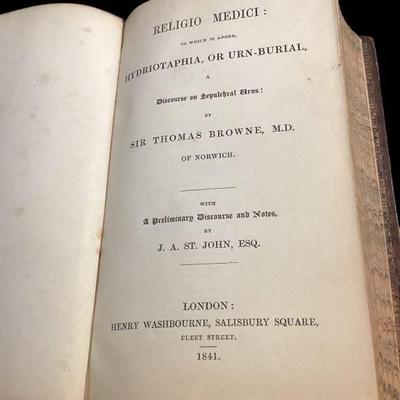 RELIGIO MEDICI:
TO WHICH IS ADDED,
HYDRIOTAPHIA, OR URN-BURIAL,
A
Discourse on Sepulchral Urns:
BY
SIR THOMAS BROWNE, M.D.
OF NORWICH.
WITH
A Preliminary Discourse and Notes,
BY
J. A. ST. JOHN, ESQ.
LONDON:
HENRY WASHBOURNE, SALISBURY SQUARE,
FLEET STREET.
1841.